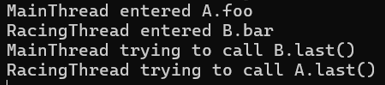 MainThread entered A.foo
RacingThread entered B.bar
MainThread trying to call B.last()
RacingThread trying to call A.last()